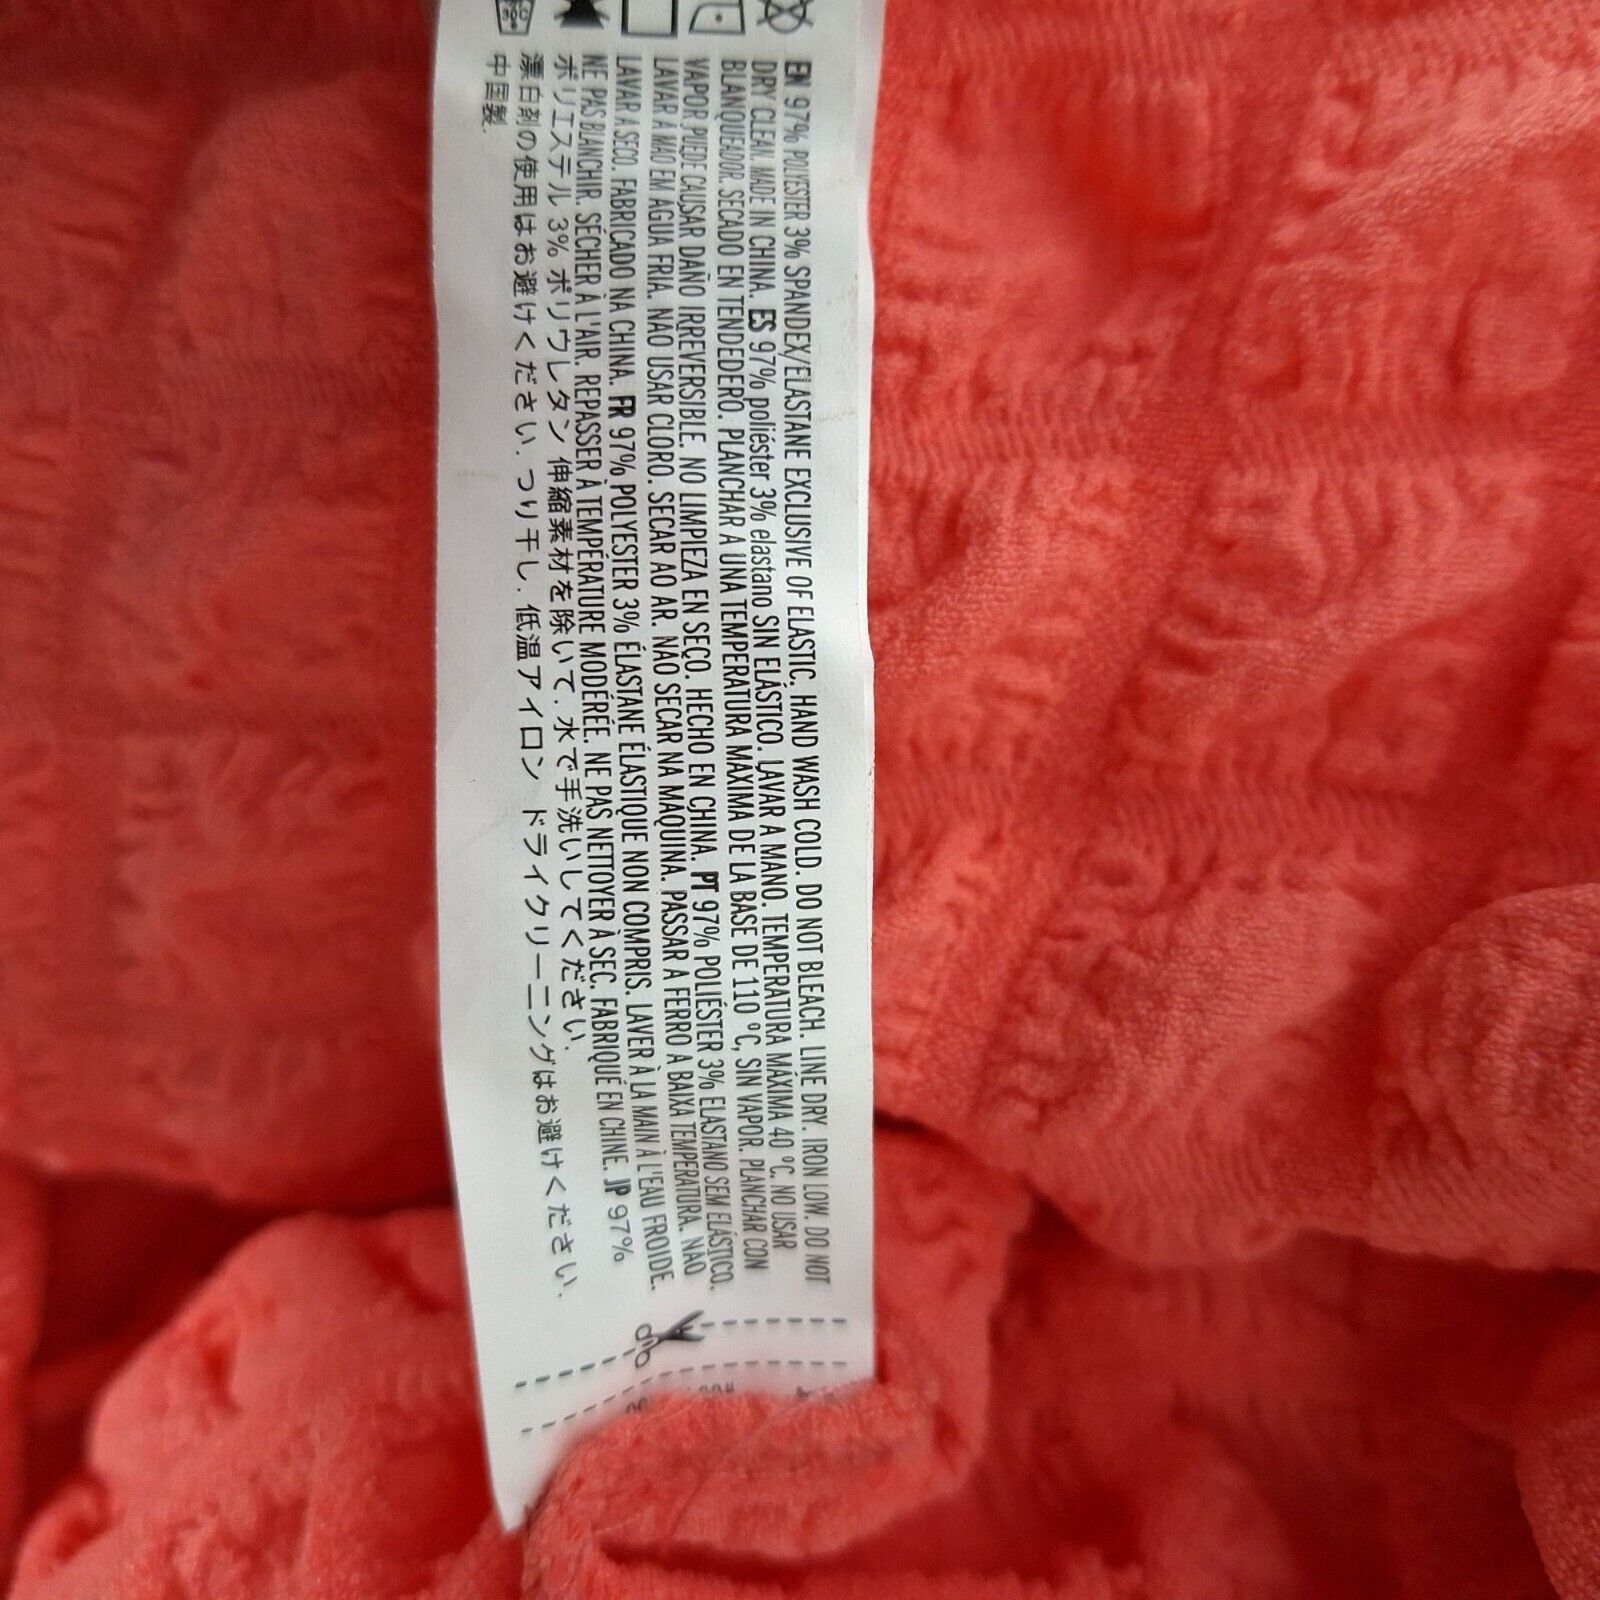 EN 97% POLYESTER 3% SPANDEX/ELASTANE EXCLUSIVE OF ELASTIC. HAND WASH COLD. DO NOT BLEACH. LINE DRY. IRON LOW. DO NOT
DRY CLEAN. MADE IN CHINA. ES 97% poliéster 3% elastano SIN ELÁSTICO. LAVAR A MANO. TEMPERATURA MÁXIMA 40 °C. NO USAR
BLANQUEADOR. SECADO EN TENDEDERO. PLANCHAR A UNA TEMPERATURA MÁXIMA DE LA BASE DE 110 °C, SIN VAPOR. PLANCHAR CON
VAPOR PUEDE CAUSAR DAÑO IRREVERSIBLE. NO LIMPIEZA EN SECO. HECHO EN CHINA. PT 97% POLIÉSTER 3% ELASTANO SEM ELÁSTICO.
LAVAR À MÃO EM ÁGUA FRIA. NÃO USAR CLORO. SECAR AO AR. NÃO SECAR NA MÁQUINA. PASSAR A FERRO A BAIXA TEMPERATURA. NÃO
LAVAR A SECO. FABRICADO NA CHINA. FR 97% POLYESTER 3% ÉLASTANE ÉLASTIQUE NON COMPRIS. LAVER À LA MAIN À L'EAU FROIDE.
NE PAS BLANCHIR. SÉCHER À L'AIR. REPASSER À TEMPÉRATURE MODÉRÉE. NE PAS NETTOYER À SEC. FABRIQUÉ EN CHINE. JP 97%
ポリエステル 3% ポリウレタン 伸縮素材を除いて. 水で手洗いしてください.
漂白剤の使用はお避けください. つり干し. 低温アイロン ドライクリーニングはお避けください.
中国製.